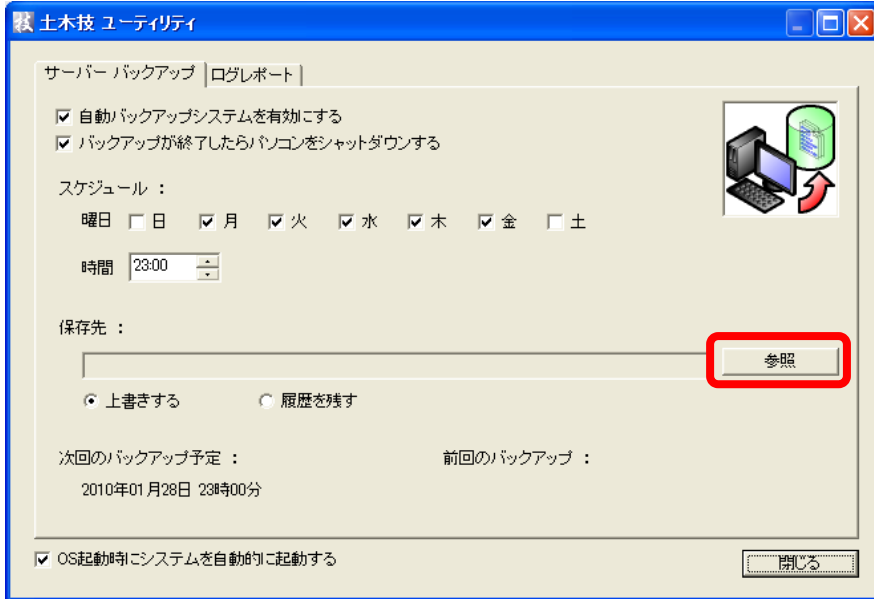 技 土木技 ユーティリティ
サーバー バックアップ ログレポート
自動バックアップシステムを有効にする
バックアップが終了したらパソコンをシャットダウンする
スケジュール :
曜日 日 月 火 水 木 金 土
時間 23:00
保存先 :
参照
上書きする 履歴を残す
次回のバックアップ予定 : 前回のバックアップ :
2010年01月28日 23時00分
OS起動時にシステムを自動的に起動する 閉じる